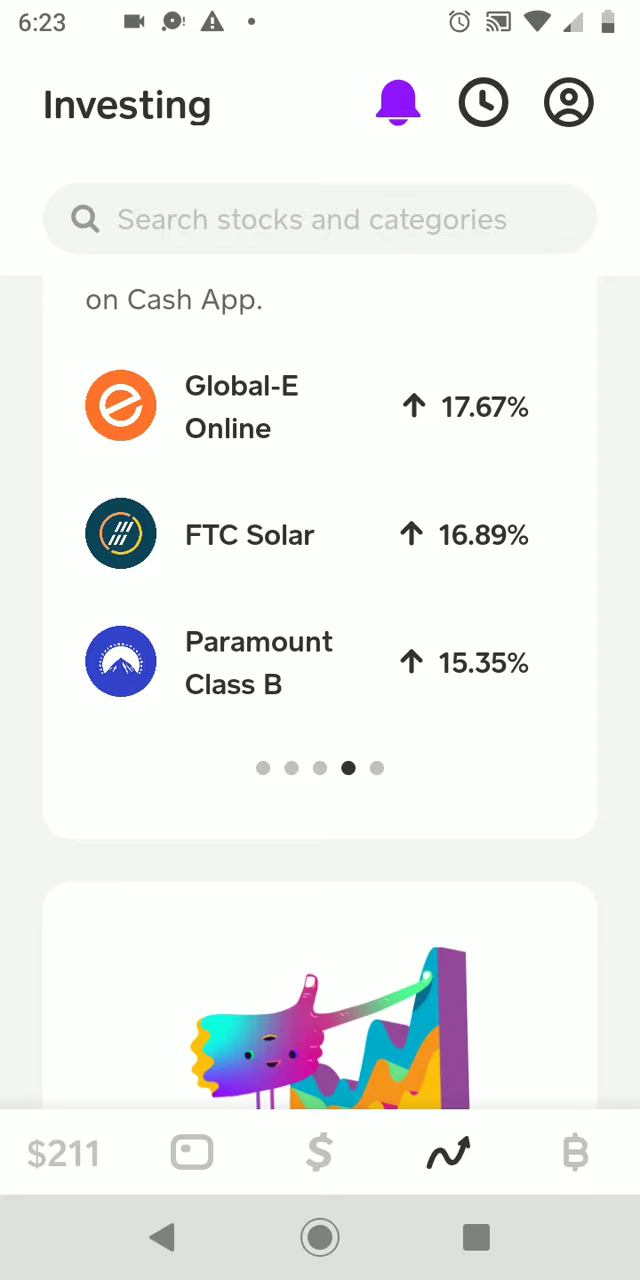 6:23
Investing
Search stocks and categories
on Cash App.
Global-E
Online
17.67%
FTC Solar
16.89%
Paramount
Class B
15.35%
$211